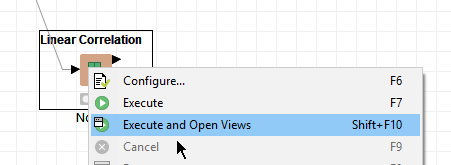 Linear Correlation
Configure... F6
Execute F7
Execute and Open Views Shift+F10
Cancel F9